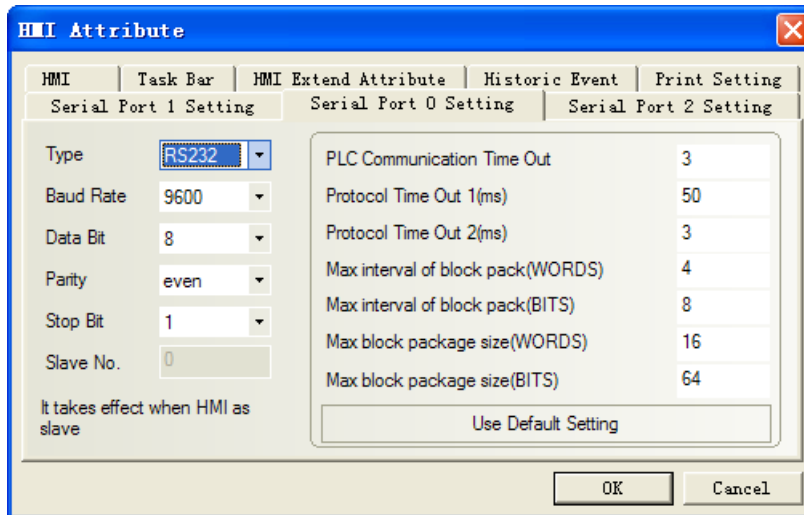 HMI Attribute
HMI Task Bar HMI Extend Attribute Historic Event Print Setting
Serial Port 1 Setting Serial Port 0 Setting Serial Port 2 Setting
Type RS232
Baud Rate 9600
Data Bit 8
Parity even
Stop Bit 1
Slave No. 0
It takes effect when HMI as
slave
PLC Communication Time Out 3
Protocol Time Out 1(ms) 50
Protocol Time Out 2(ms) 3
Max interval of block pack(WORDS) 4
Max interval of block pack(BITS) 8
Max block package size(WORDS) 16
Max block package size(BITS) 64
Use Default Setting
OK Cancel